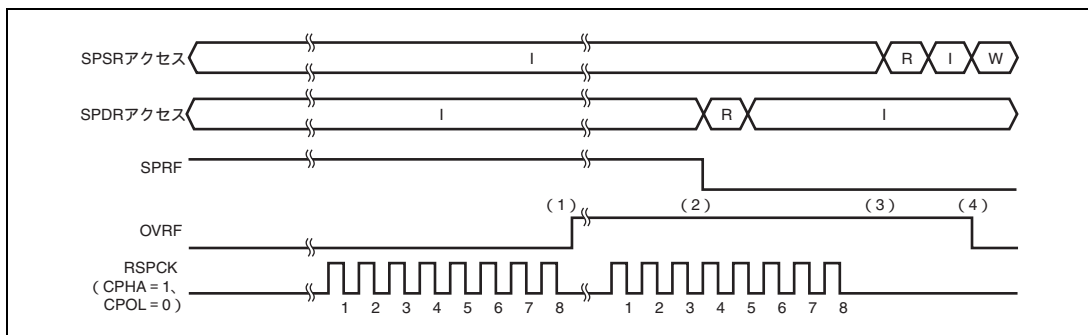 SPSRアクセス I R I W
SPDRアクセス I R I
SPRF
(1) (2) (3) (4)
OVRF
RSPCK
(CPHA = 1、
CPOL = 0)
1 2 3 4 5 6 7 8 1 2 3 4 5 6 7 8